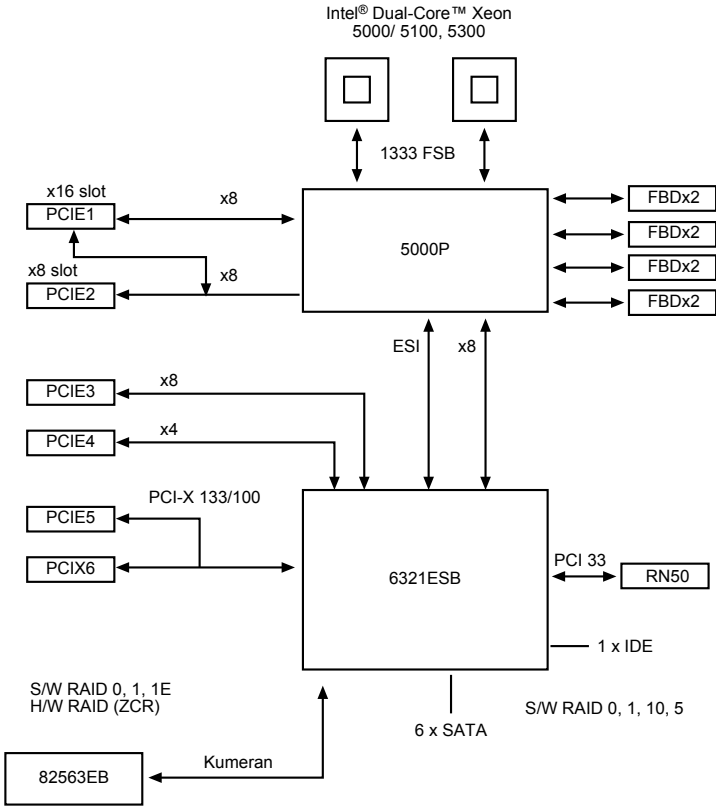 Intel® Dual-Core™ Xeon
5000/ 5100, 5300
1333 FSB
x16 slot
PCIE1
x8
x8 slot
PCIE2
x8
5000P
FBDx2
FBDx2
FBDx2
FBDx2
ESI
x8
PCIE3
x8
PCIE4
x4
PCI-X 133/100
PCIE5
PCIX6
6321ESB
PCI 33
RN50
1 x IDE
S/W RAID 0, 1, 1E
H/W RAID (ZCR)
S/W RAID 0, 1, 10, 5
6 x SATA
Kumeran
82563EB